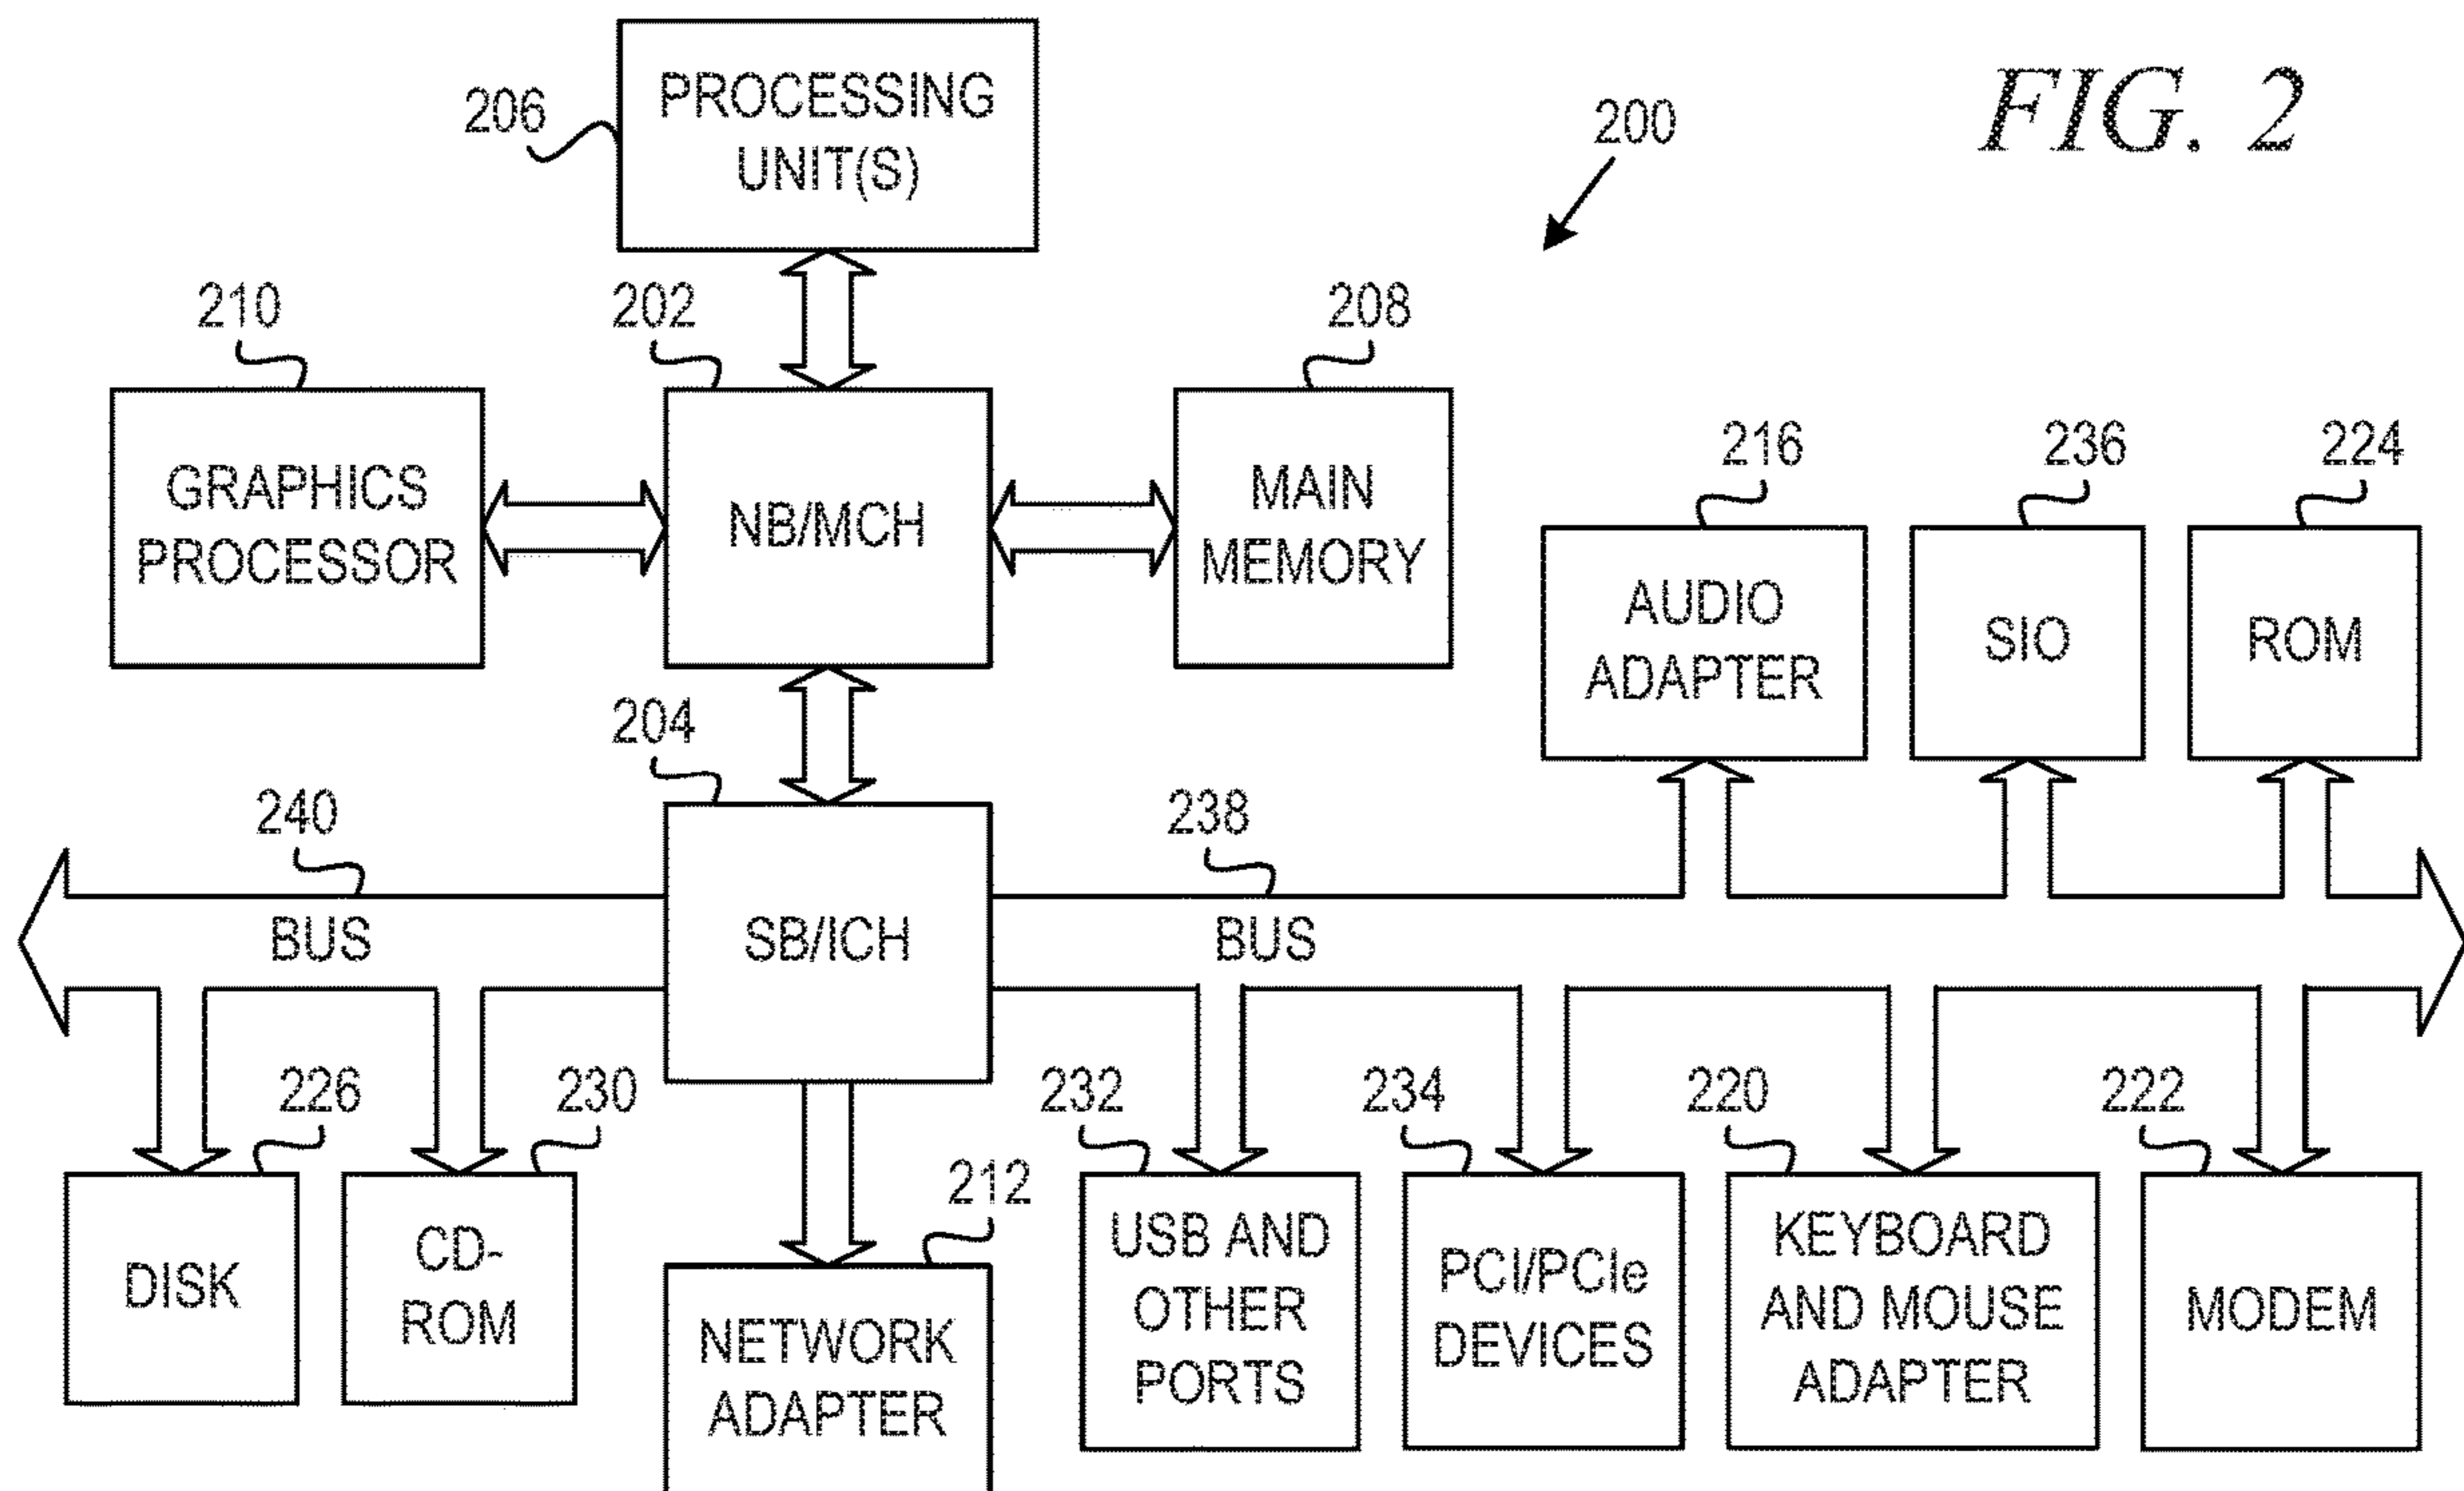 FIG. 2
200
206
PROCESSING
UNIT(S)
210
202
208
GRAPHICS
PROCESSOR
NB/MCH
MAIN
MEMORY
216
236
224
AUDIO
ADAPTER
SIO
ROM
204
240
238
BUS
SB/ICH
BUS
226
230
212
232
234
220
222
DISK
CD-
ROM
NETWORK
ADAPTER
USB AND
OTHER
PORTS
PCI/PCIe
DEVICES
KEYBOARD
AND MOUSE
ADAPTER
MODEM